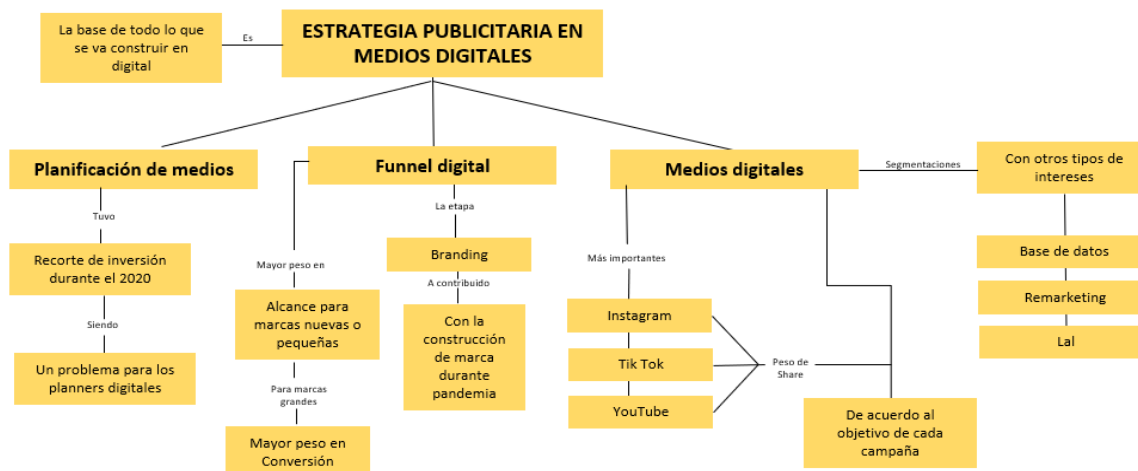 La base de todo lo que
se va construir en
digital
Es
ESTRATEGIA PUBLICITARIA EN
MEDIOS DIGITALES
Planificación de medios
Tuvo
Recorte de inversión
durante el 2020
Siendo
Un problema para los
planners digitales
Funnel digital
Mayor peso en
Alcance para
marcas nuevas o
pequeñas
Para marcas
grandes
Mayor peso en
Conversión
La etapa
Branding
A contribuido
Con la
construcción
de marca
durante
pandemia
Medios digitales
Más importantes
Instagram
Tik Tok
YouTube
Peso de
Share
De acuerdo al
objetivo de cada
campaña
Segmentaciones
Con otros tipos de
intereses
Base de datos
Remarketing
Lal